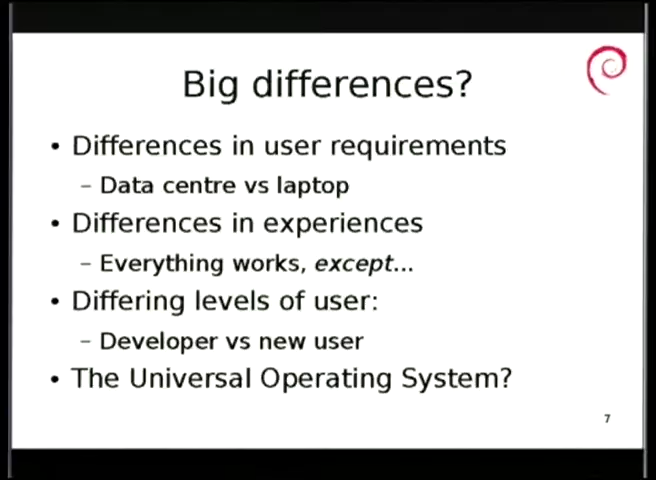 Big differences?
• Differences in user requirements
– Data centre vs laptop
• Differences in experiences
– Everything works, except...
• Differing levels of user:
– Developer vs new user
• The Universal Operating System?
7